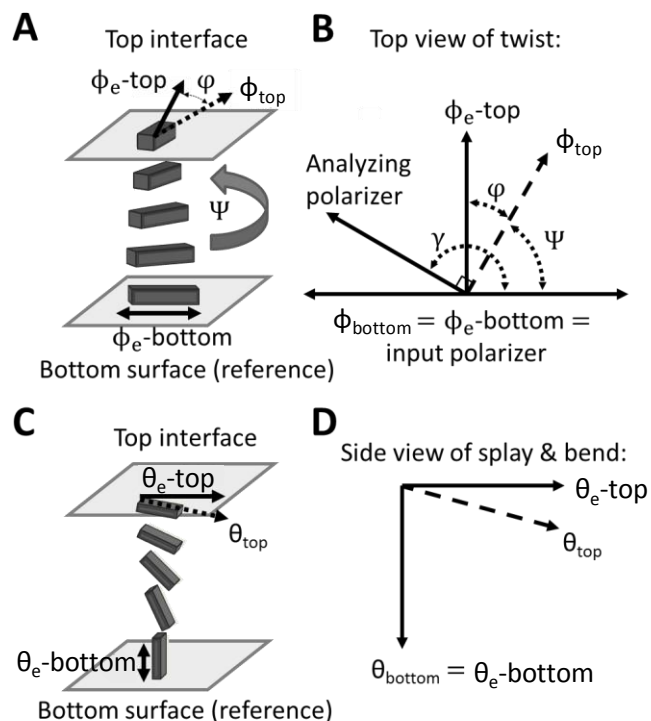 A
Top interface
ϕe-top
φ
ϕtop
Ψ
ϕe-bottom
Bottom surface (reference)
B
Top view of twist:
ϕe-top
ϕtop
Analyzing
polarizer
φ
γ
Ψ
ϕbottom = ϕe-bottom =
input polarizer
C
Top interface
θe-top
θtop
θe-bottom
Bottom surface (reference)
D
Side view of splay & bend:
θe-top
θtop
θbottom = θe-bottom